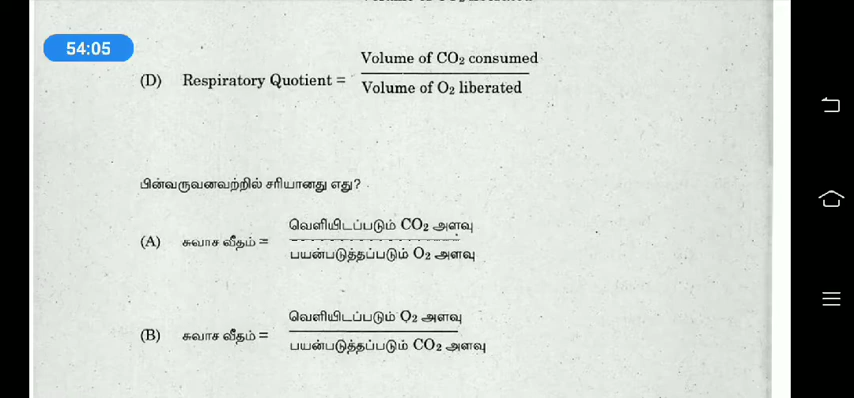 54:05
Volume of CO2 consumed
(D) Respiratory Quotient =
Volume of O2 liberated
பின்வருவனவற்றில் சரியானது எது?
வெளியிடப்படும் CO2 அளவு
(A) சுவாச வீதம் =
பயன்படுத்தப்படும் O2 அளவு
வெளியிடப்படும் O2 அளவு
(B) சுவாச வீதம் =
பயன்படுத்தப்படும் CO2 அளவு